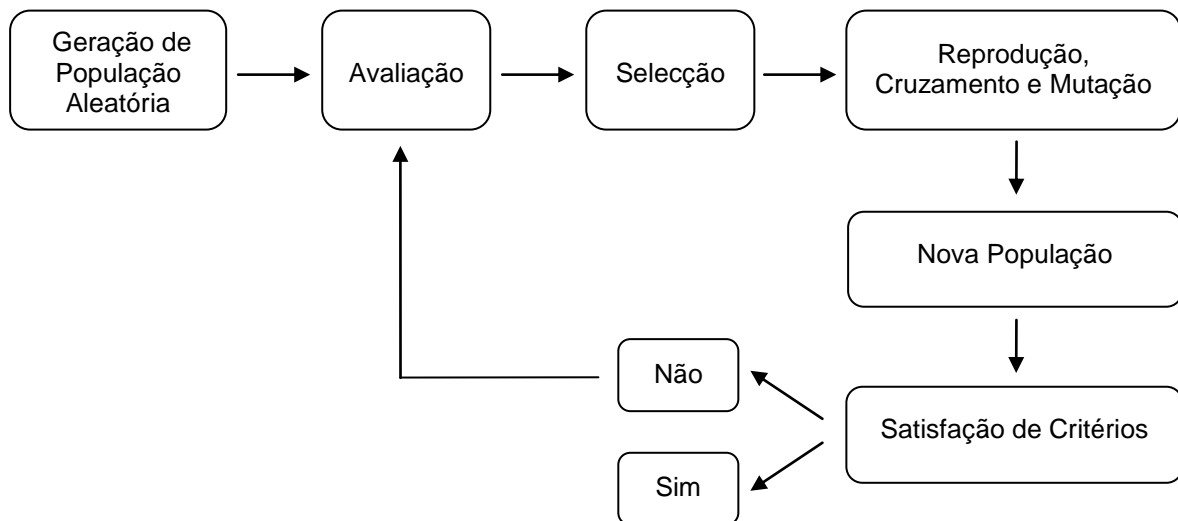 Geração de
População
Aleatória
Avaliação
Selecção
Reprodução,
Cruzamento e Mutação
Nova População
Não
Satisfação de Critérios
Sim